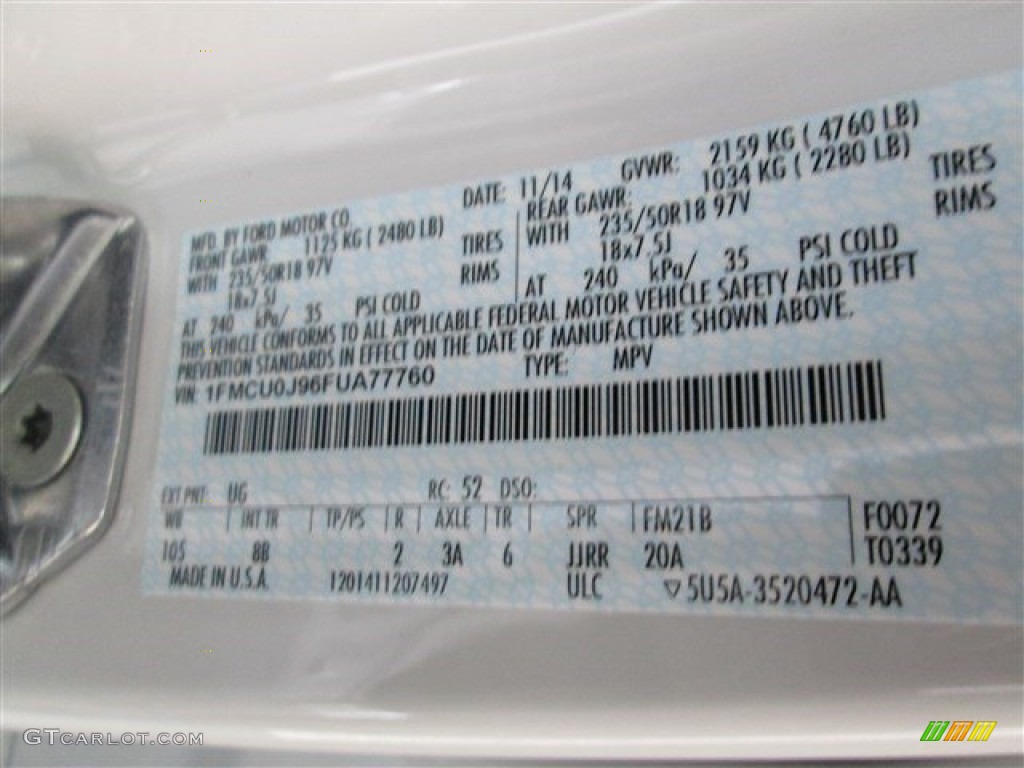 MFD. BY FORD MOTOR CO. DATE: 11/14 GVWR: 2159 KG ( 4760 LB)
FRONT GAWR: 1125 KG ( 2480 LB) REAR GAWR: 1034 KG ( 2280 LB)
WITH 235/50R18 97V TIRES WITH 235/50R18 97V TIRES
18x7.5J RIMS 18x7.5J RIMS
AT 240 kPa/ 35 PSI COLD AT 240 kPa/ 35 PSI COLD
THIS VEHICLE CONFORMS TO ALL APPLICABLE FEDERAL MOTOR VEHICLE SAFETY AND THEFT
PREVENTION STANDARDS IN EFFECT ON THE DATE OF MANUFACTURE SHOWN ABOVE.
VIN: 1FMCU0J96FUA77760 TYPE: MPV
EXT PNT: UG RC: 52 DSO:
WB INT TR TP/PS R AXLE TR SPR FM21B F0072
105 8B 2 3A 6 JJRR 20A T0339
MADE IN U.S.A. 1201411207497 ULC ▽5U5A-3520472-AA
GTCARLOT.COM